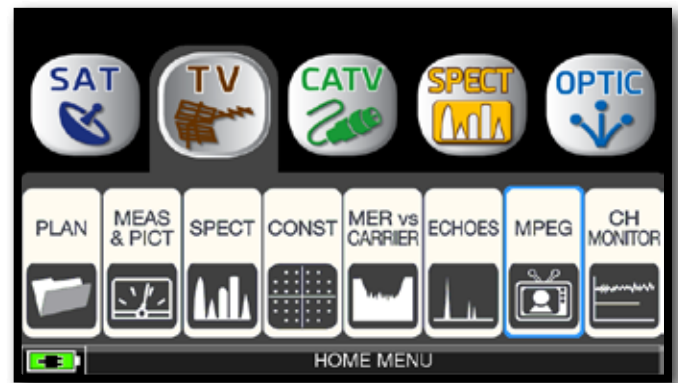 SAT
TV
CATV
SPECT
OPTIC
PLAN
MEAS
& PICT
SPECT
CONST
MER vs
CARRIER
ECHOES
MPEG
CH
MONITOR
HOME MENU